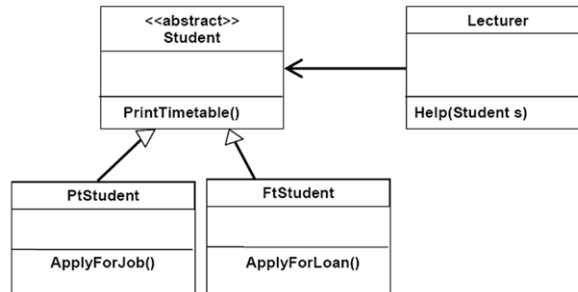 <<abstract>>
Student
PrintTimetable()
Lecturer
Help(Student s)
PtStudent
ApplyForJob()
FtStudent
ApplyForLoan()